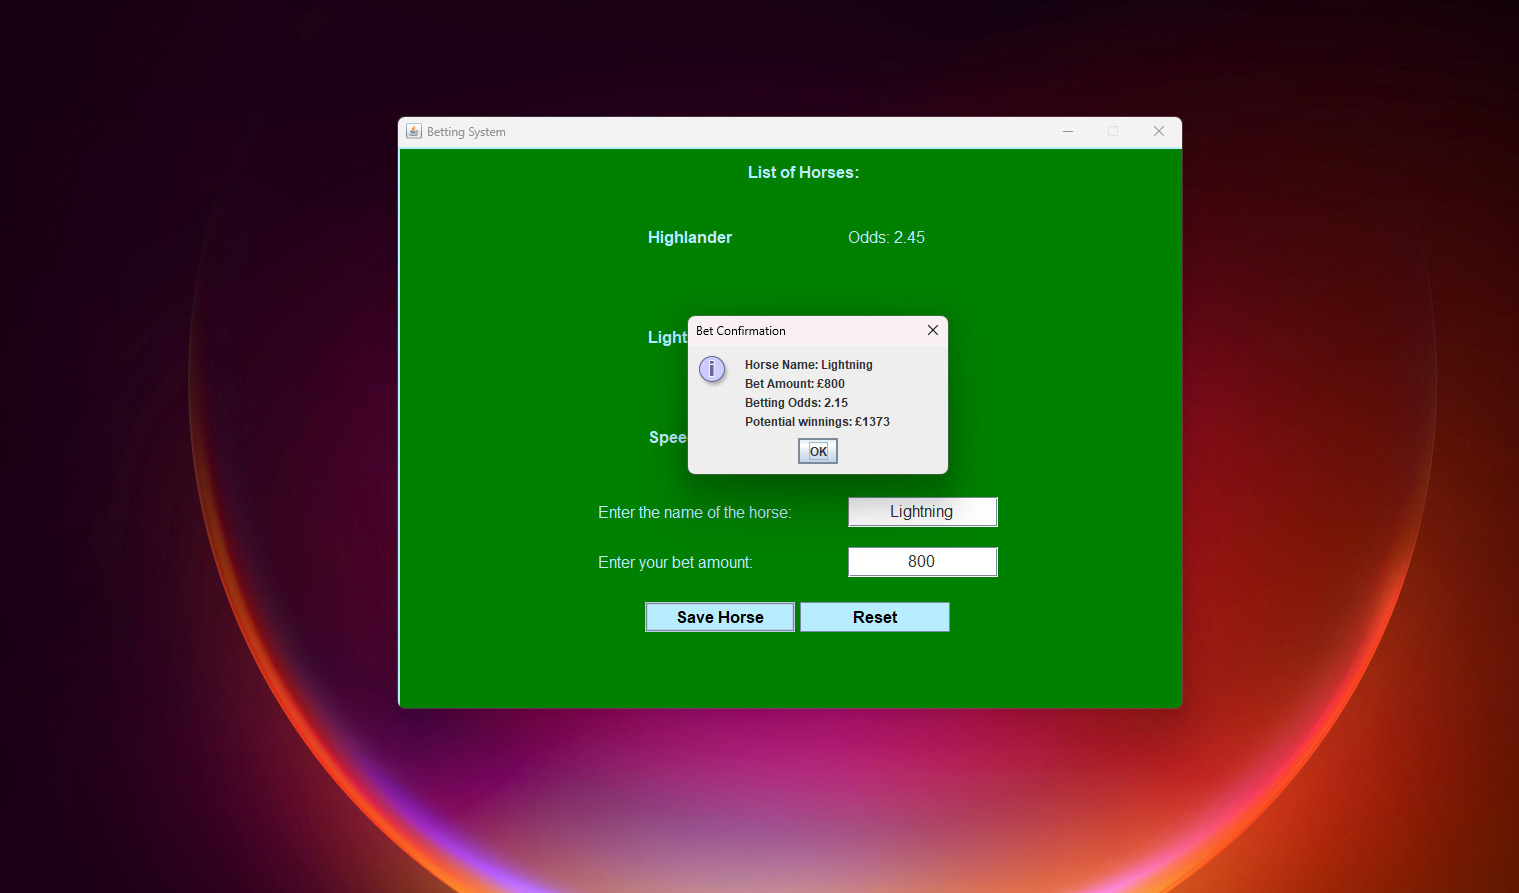 Betting System
List of Horses:
Highlander Odds: 2.45
Light
Bet Confirmation
Horse Name: Lightning
Bet Amount: £800
Betting Odds: 2.15
Potential winnings: £1373
OK
Spee
Enter the name of the horse: Lightning
Enter your bet amount: 800
Save Horse Reset